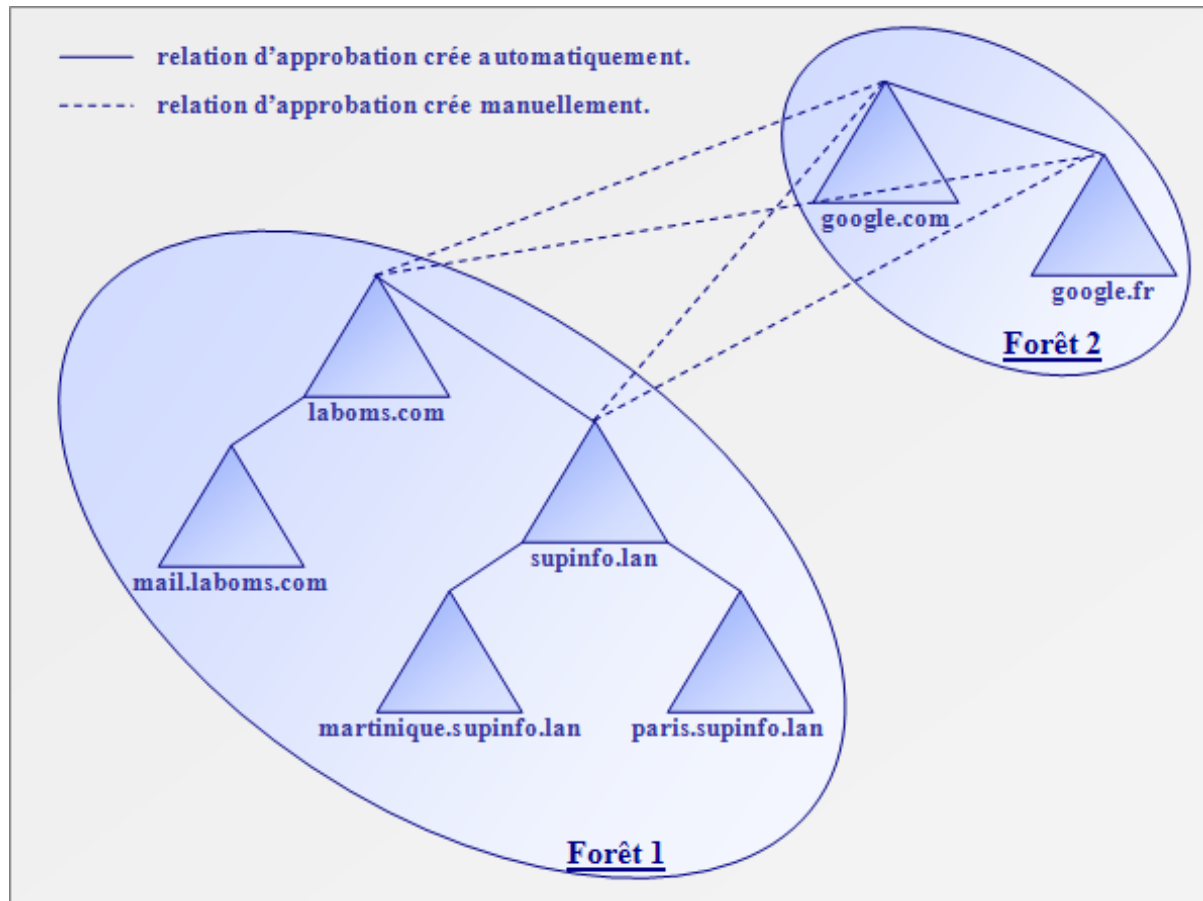 relation d'approbation crée automatiquement.
relation d'approbation crée manuellement.
google.com
google.fr
Forêt 2
laboms.com
supinfo.lan
mail.laboms.com
martinique.supinfo.lan
paris.supinfo.lan
Forêt 1